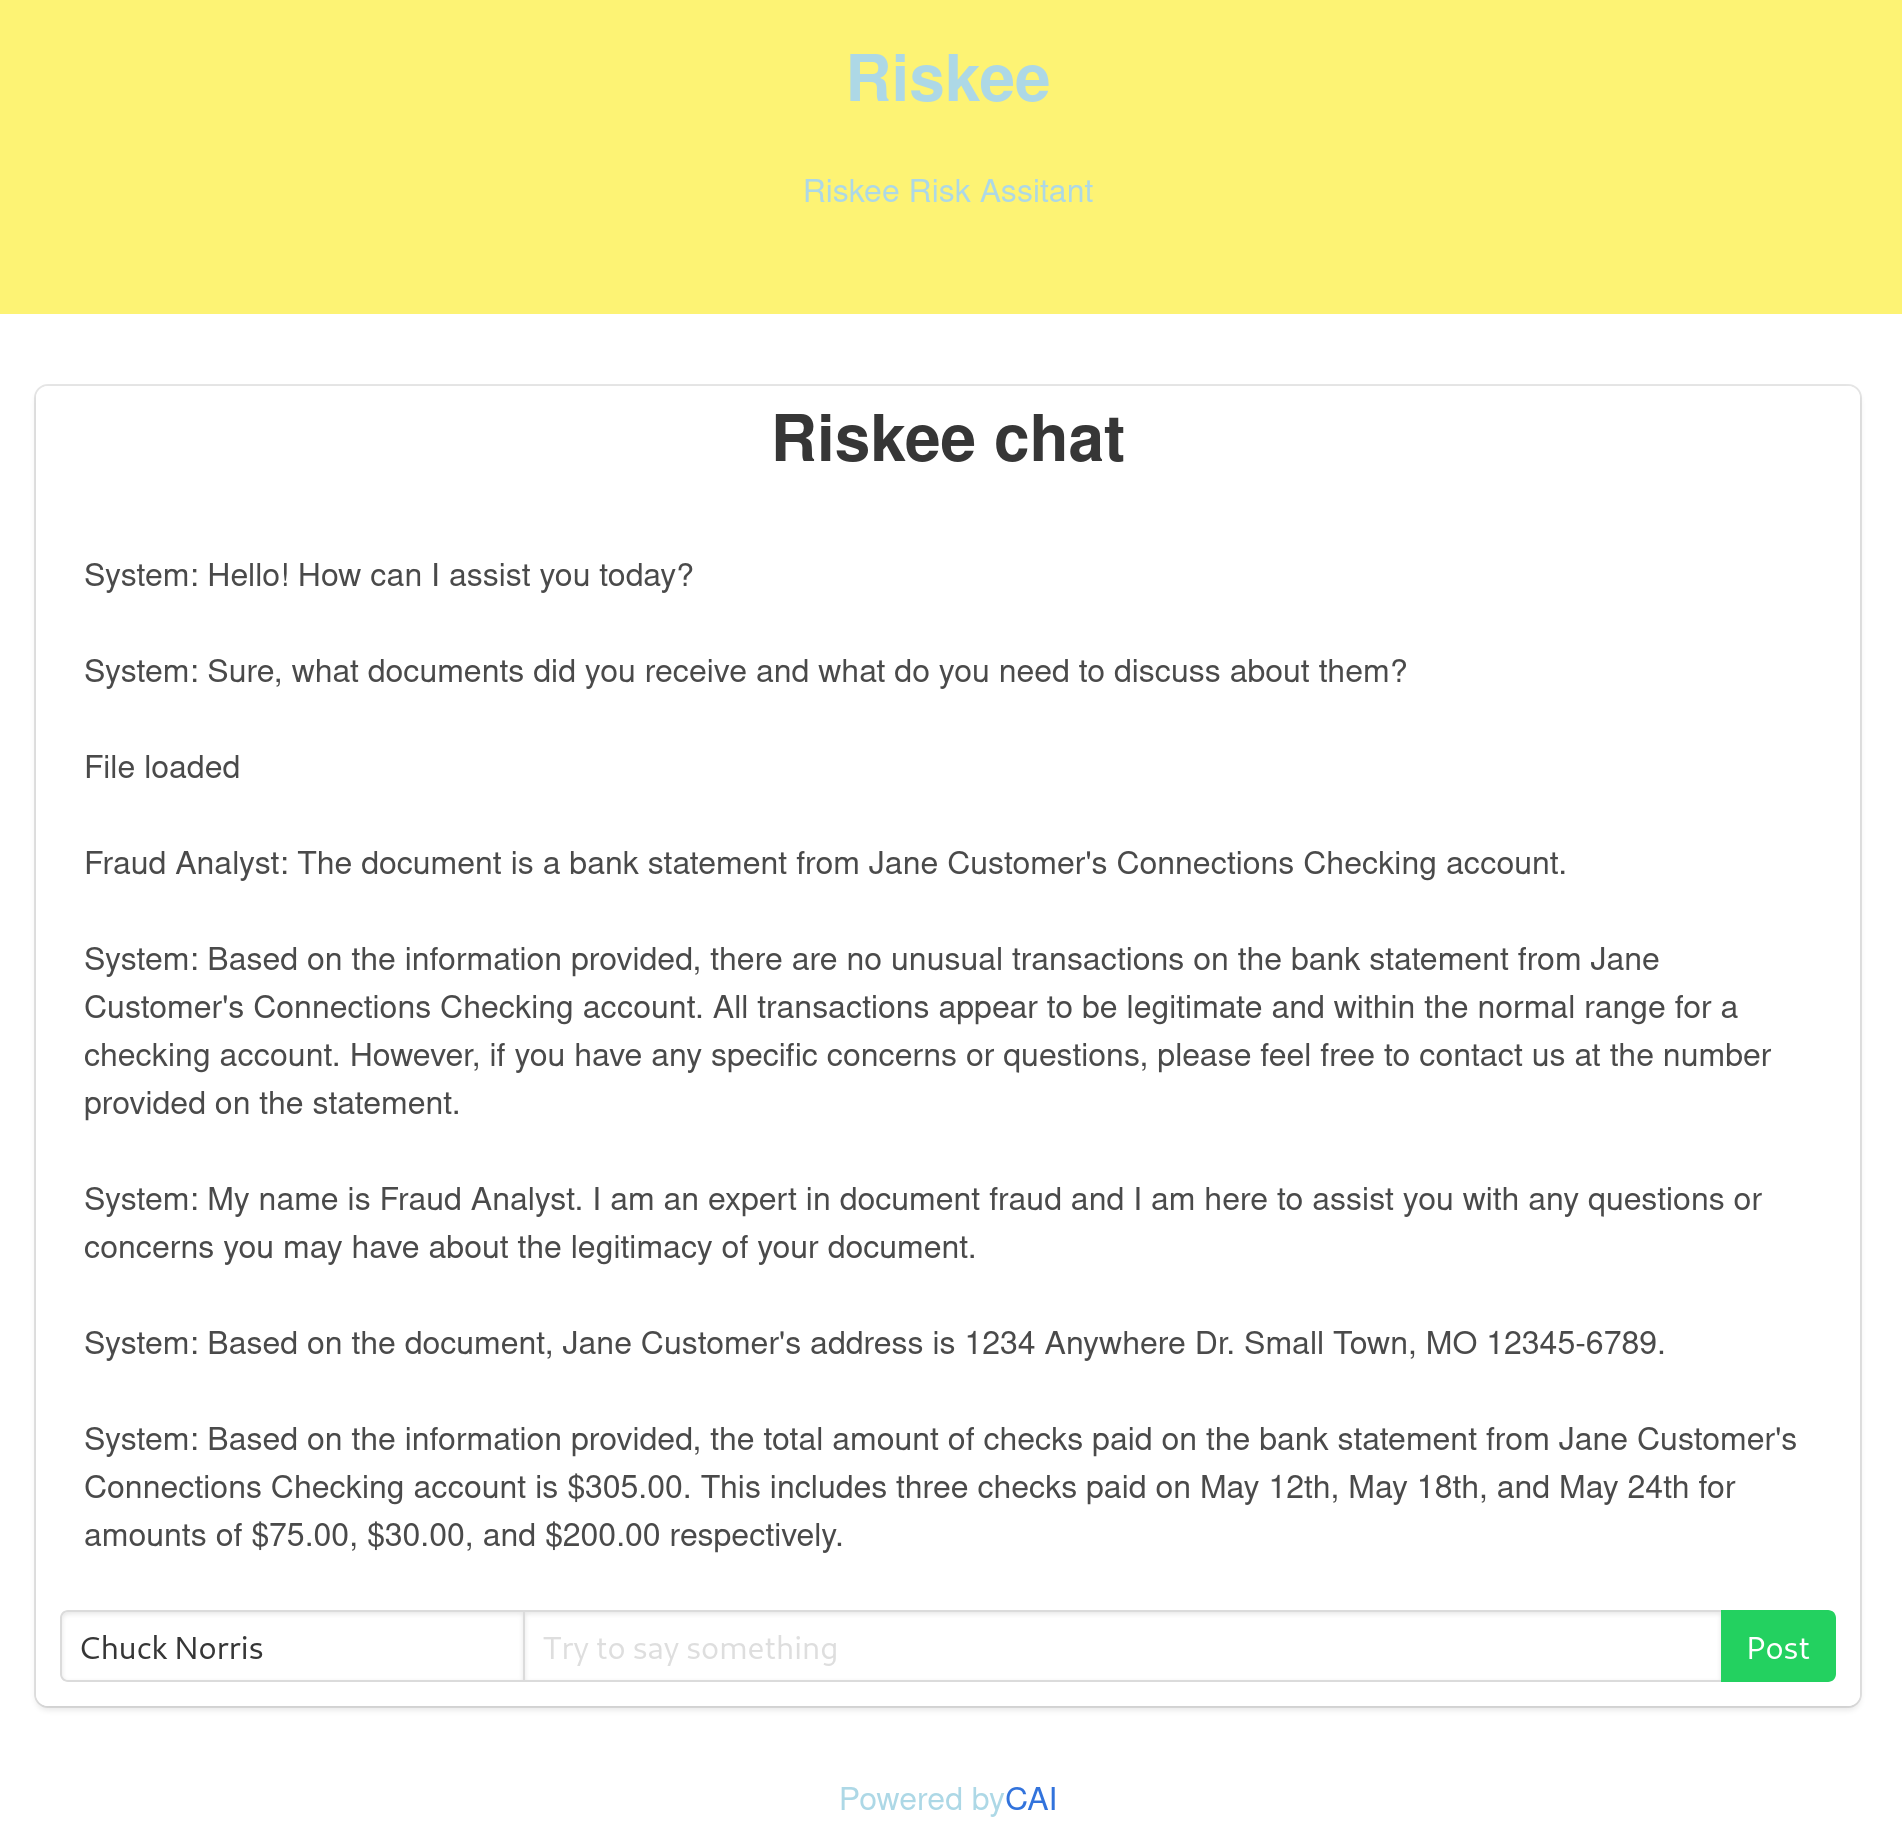 Riskee
Riskee Risk Assitant
Riskee chat
System: Hello! How can I assist you today?
System: Sure, what documents did you receive and what do you need to discuss about them?
File loaded
Fraud Analyst: The document is a bank statement from Jane Customer's Connections Checking account.
System: Based on the information provided, there are no unusual transactions on the bank statement from Jane
Customer's Connections Checking account. All transactions appear to be legitimate and within the normal range for a
checking account. However, if you have any specific concerns or questions, please feel free to contact us at the number
provided on the statement.
System: My name is Fraud Analyst. I am an expert in document fraud and I am here to assist you with any questions or
concerns you may have about the legitimacy of your document.
System: Based on the document, Jane Customer's address is 1234 Anywhere Dr. Small Town, MO 12345-6789.
System: Based on the information provided, the total amount of checks paid on the bank statement from Jane Customer's
Connections Checking account is $305.00. This includes three checks paid on May 12th, May 18th, and May 24th for
amounts of $75.00, $30.00, and $200.00 respectively.
Chuck Norris Try to say something Post
Powered byCAI